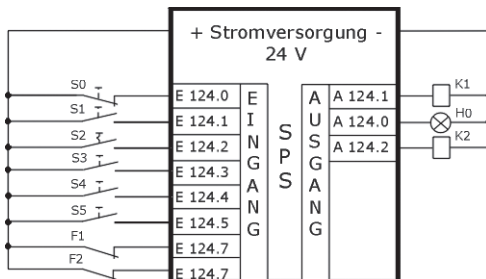 + Stromversorgung -
24 V
S0
S1
S2
S3
S4
S5
F1
F2
E 124.0
E 124.1
E 124.2
E 124.3
E 124.4
E 124.5
E 124.7
E 124.7
EINGANG
SPS
AUSGANG
A 124.1
A 124.0
A 124.2
K1
H0
K2